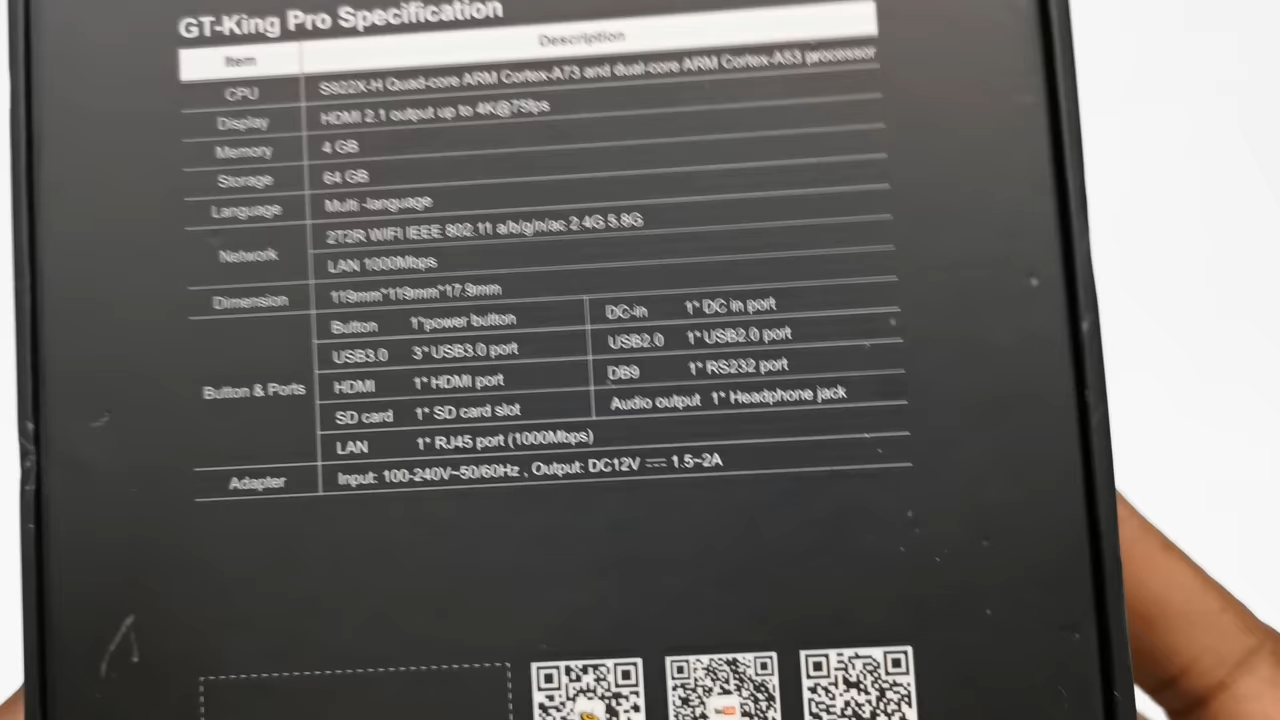 GT-King Pro Specification
Item Description
CPU S922X-H Quad-core ARM Cortex-A73 and dual-core ARM Cortex-A53 processor
Display HDMI 2.1 output up to 4K@75fps
Memory 4 GB
Storage 64 GB
Language Multi -language
Network 2T2R WIFI IEEE 802.11 a/b/g/n/ac 2.4G 5.8G
LAN 1000Mbps
Dimension 119mm*119mm*17.9mm
Button & Ports
Button 1*power button DC-in 1* DC in port
USB3.0 3* USB3.0 port USB2.0 1* USB2.0 port
HDMI 1* HDMI port DB9 1* RS232 port
SD card 1* SD card slot Audio output 1* Headphone jack
LAN 1* RJ45 port (1000Mbps)
Adapter Input: 100-240V~50/60Hz , Output: DC12V ⎓ 1.5~2A